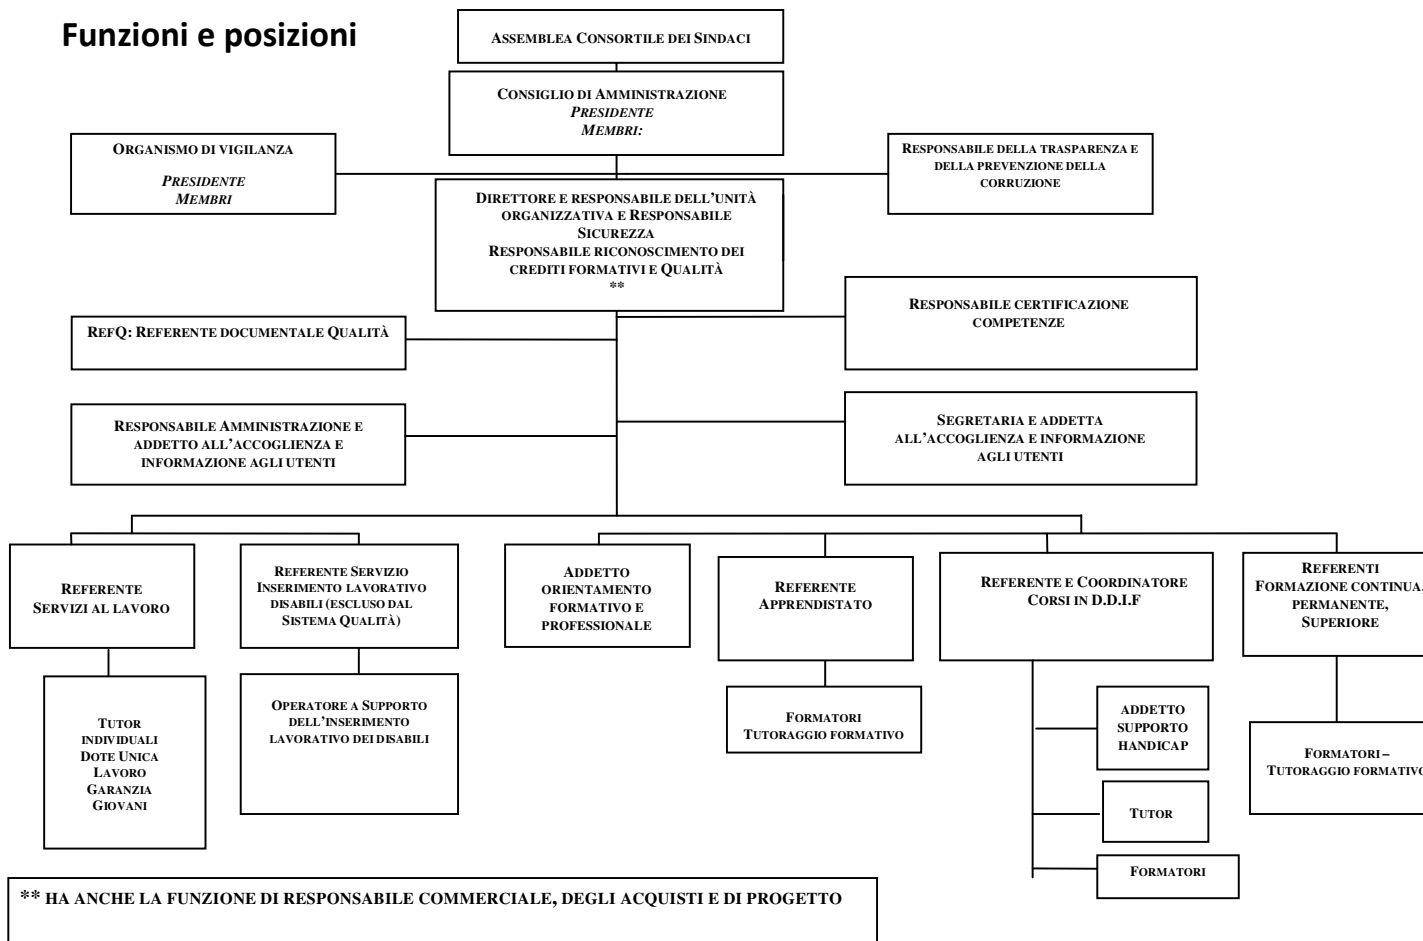 Funzioni e posizioni
ASSEMBLEA CONSORTILE DEI SINDACI
CONSIGLIO DI AMMINISTRAZIONE
PRESIDENTE
MEMBRI:
ORGANISMO DI VIGILANZA
PRESIDENTE
MEMBRI
RESPONSABILE DELLA TRASPARENZA E
DELLA PREVENZIONE DELLA
CORRUZIONE
DIRETTORE E RESPONSABILE DELL'UNITÀ
ORGANIZZATIVA E RESPONSABILE
SICUREZZA
RESPONSABILE RICONOSCIMENTO DEI
CREDITI FORMATIVI E QUALITÀ
**
REFQ: REFERENTE DOCUMENTALE QUALITÀ
RESPONSABILE CERTIFICAZIONE
COMPETENZE
RESPONSABILE AMMINISTRAZIONE E
ADDETTO ALL'ACCOGLIENZA E
INFORMAZIONE AGLI UTENTI
SEGRETARIA E ADDETTA
ALL'ACCOGLIENZA E INFORMAZIONE
AGLI UTENTI
REFERENTE
SERVIZI AL LAVORO
REFERENTE SERVIZIO
INSERIMENTO LAVORATIVO
DISABILI (ESCLUSO DAL
SISTEMA QUALITÀ)
ADDETTO
ORIENTAMENTO
FORMATIVO E
PROFESSIONALE
REFERENTE
APPRENDISTATO
REFERENTE E COORDINATORE
CORSI IN D.D.I.F
REFERENTI
FORMAZIONE CONTINUA,
PERMANENTE,
SUPERIORE
TUTOR
INDIVIDUALI
DOTE UNICA
LAVORO
GARANZIA
GIOVANI
OPERATORE A SUPPORTO
DELL'INSERIMENTO
LAVORATIVO DEI DISABILI
FORMATORI
TUTORAGGIO FORMATIVO
ADDETTO
SUPPORTO
HANDICAP
TUTOR
FORMATORI
FORMATORI –
TUTORAGGIO FORMATIVO
** HA ANCHE LA FUNZIONE DI RESPONSABILE COMMERCIALE, DEGLI ACQUISTI E DI PROGETTO